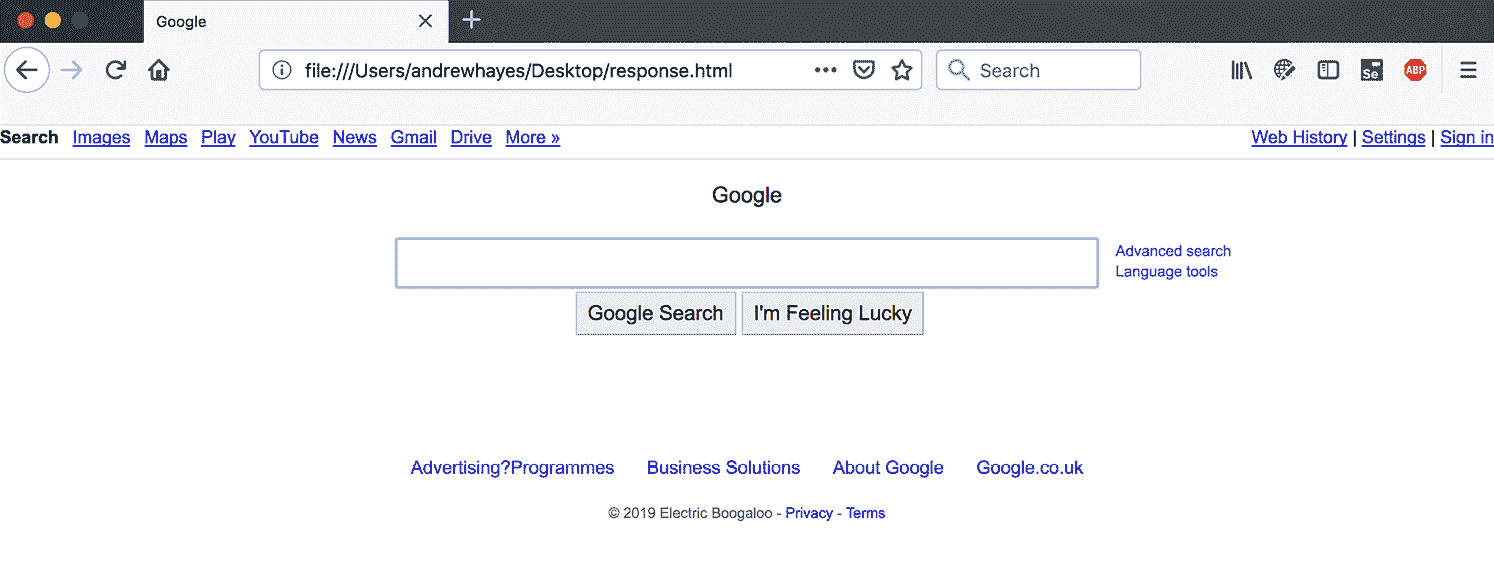 Google
file:///Users/andrewhayes/Desktop/response.html Search
Se ABP
Search Images Maps Play YouTube News Gmail Drive More » Web History | Settings | Sign in
Google
Advanced search
Language tools
Google Search I'm Feeling Lucky
Advertising?Programmes Business Solutions About Google Google.co.uk
© 2019 Electric Boogaloo - Privacy - Terms